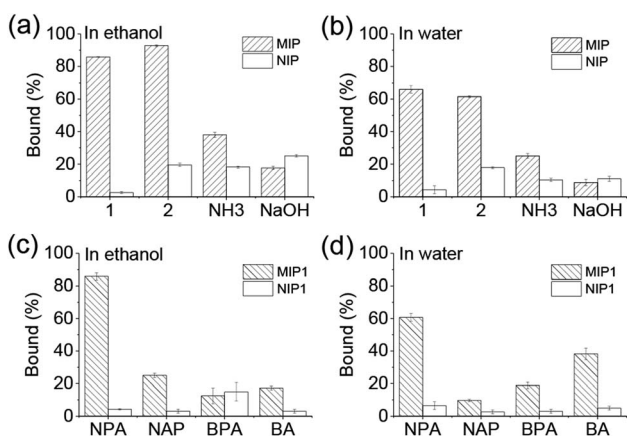 (a)
In ethanol
MIP
NIP
Bound (%)
100
80
60
40
20
0
1 2 NH3 NaOH
(b)
In water
MIP
NIP
Bound (%)
100
80
60
40
20
0
1 2 NH3 NaOH
(c)
In ethanol
MIP1
NIP1
Bound (%)
100
80
60
40
20
0
NPA NAP BPA BA
(d)
In water
MIP1
NIP1
Bound (%)
100
80
60
40
20
0
NPA NAP BPA BA